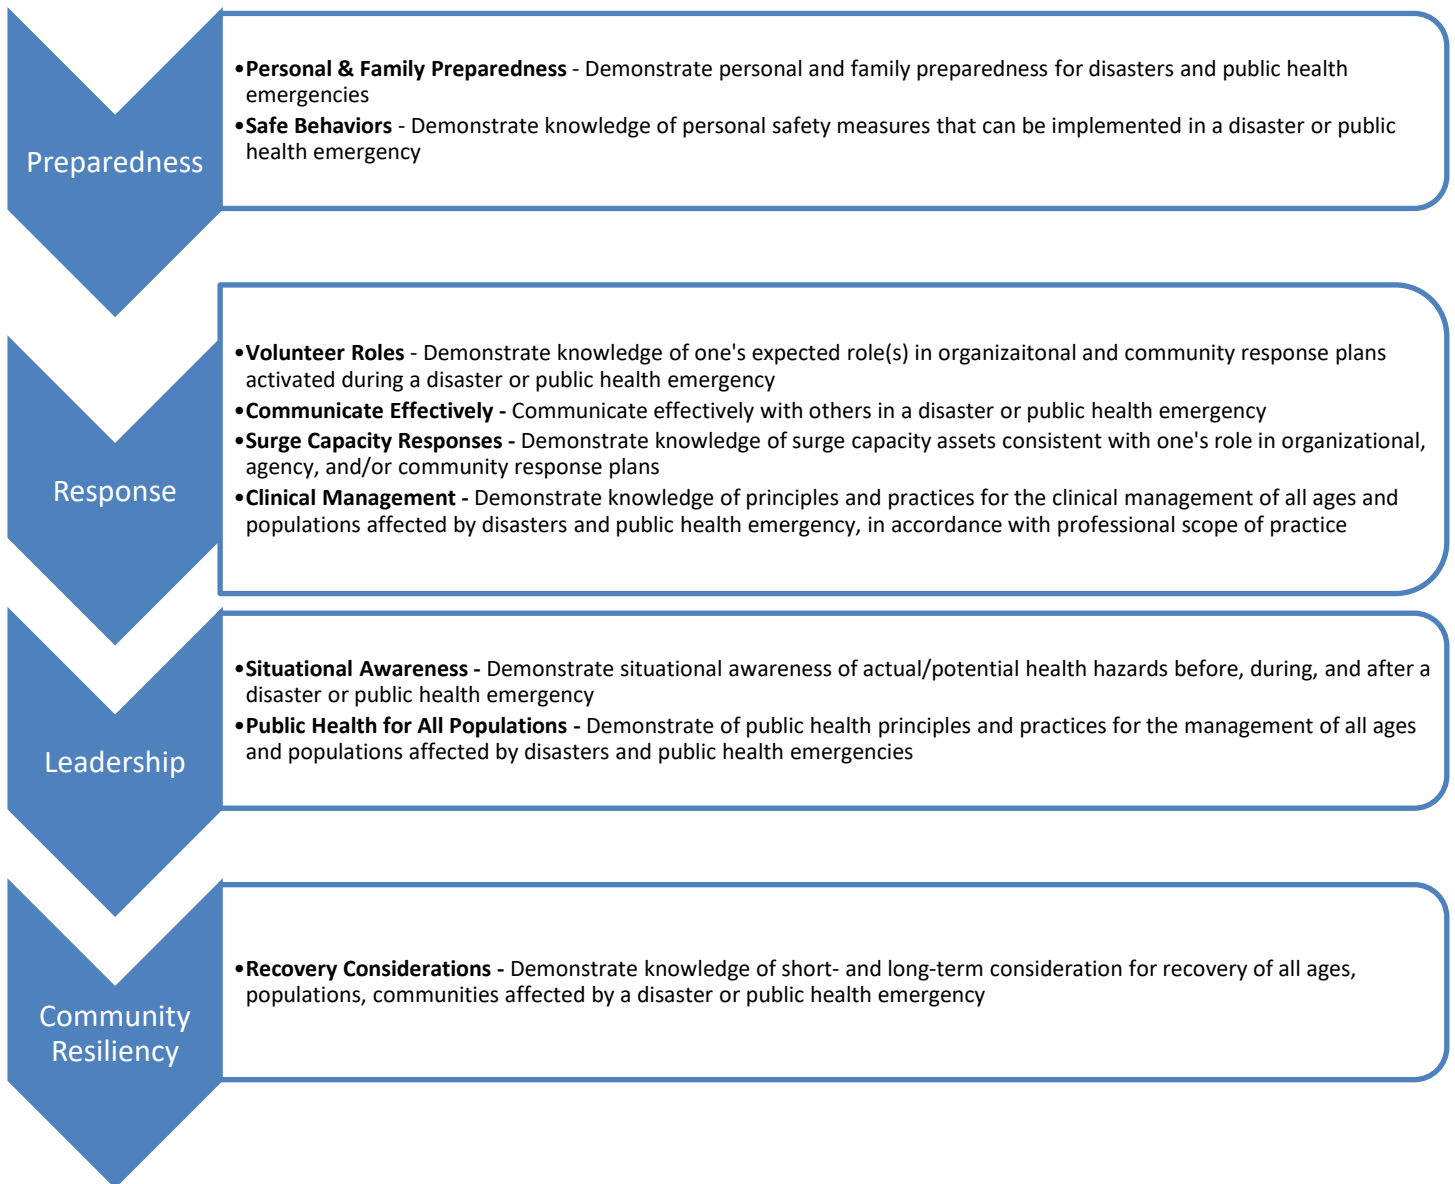 Preparedness
•Personal & Family Preparedness - Demonstrate personal and family preparedness for disasters and public health
emergencies
•Safe Behaviors - Demonstrate knowledge of personal safety measures that can be implemented in a disaster or public
health emergency
Response
•Volunteer Roles - Demonstrate knowledge of one's expected role(s) in organizaitonal and community response plans
activated during a disaster or public health emergency
•Communicate Effectively - Communicate effectively with others in a disaster or public health emergency
•Surge Capacity Responses - Demonstrate knowledge of surge capacity assets consistent with one's role in organizational,
agency, and/or community response plans
•Clinical Management - Demonstrate knowledge of principles and practices for the clinical management of all ages and
populations affected by disasters and public health emergency, in accordance with professional scope of practice
Leadership
•Situational Awareness - Demonstrate situational awareness of actual/potential health hazards before, during, and after a
disaster or public health emergency
•Public Health for All Populations - Demonstrate of public health principles and practices for the management of all ages
and populations affected by disasters and public health emergencies
Community
Resiliency
•Recovery Considerations - Demonstrate knowledge of short- and long-term consideration for recovery of all ages,
populations, communities affected by a disaster or public health emergency